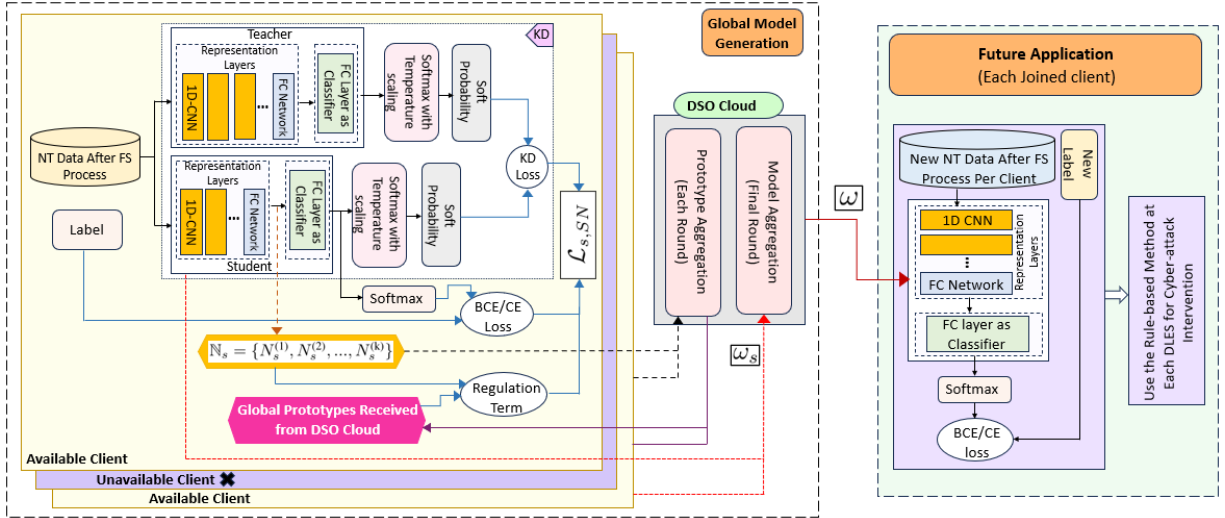 Teacher
Representation
Layers
1D-CNN
...
FC Network
FC Layer as
Classifier
Softmax with
Temperature
scaling
Soft
Probability
KD
Global Model
Generation
NT Data After FS
Process
Representation
Layers
1D-CNN
...
FC Network
FC Layer as
Classifier
Student
Softmax with
Temperature
scaling
Soft
Probability
KD
Loss
Label
Softmax
BCE/CE
Loss
ℒ_{s,SN}
ℕ_s = {N_s^{(1)}, N_s^{(2)}, ..., N_s^{(k)}}
Regulation
Term
Global Prototypes Received
from DSO Cloud
Available Client
Unavailable Client ✖
Available Client
DSO Cloud
Prototype Aggregation
(Each Round)
Model Aggregation
(Final Round)
ω_s
ω
Future Application
(Each Joined client)
New NT Data After FS
Process Per Client
New
Label
1D CNN
...
FC Network
Representation
Layers
FC layer as
Classifier
Softmax
BCE/CE
loss
Use the Rule-based Method at
Each DLES for Cyber-attack
Intervention